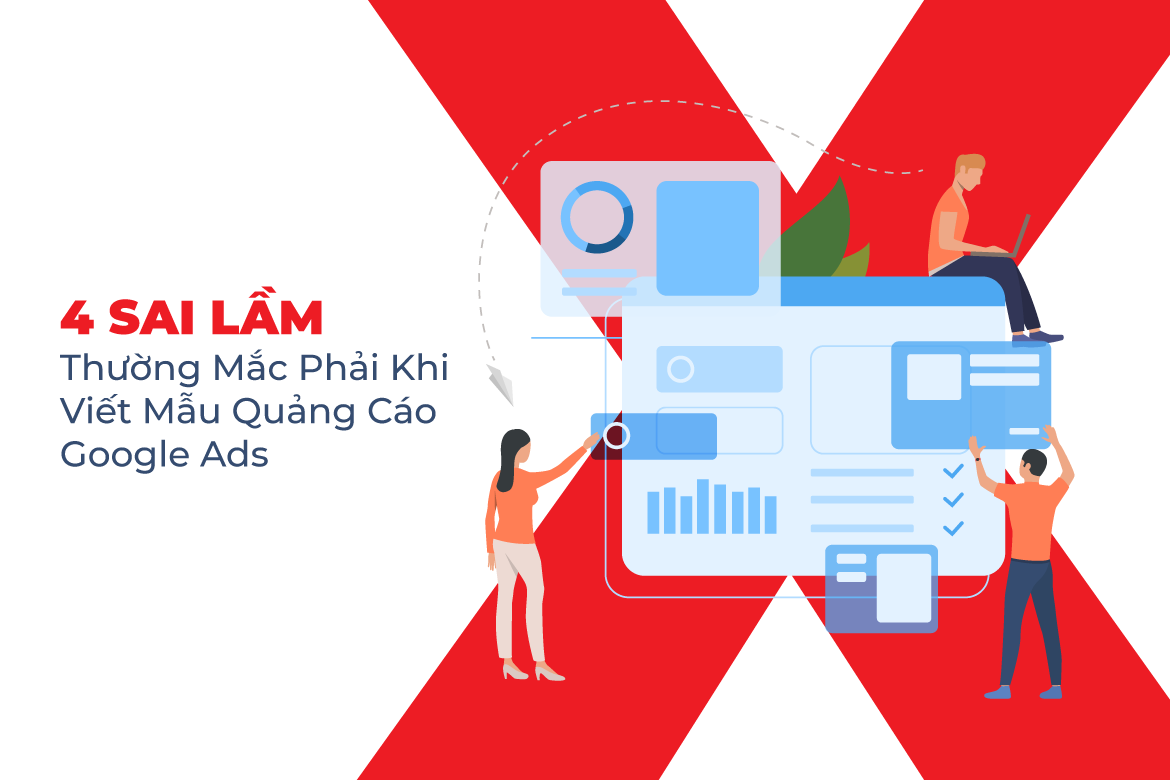 4 SAI LẦM
Thường Mắc Phải Khi
Viết Mẫu Quảng Cáo
Google Ads